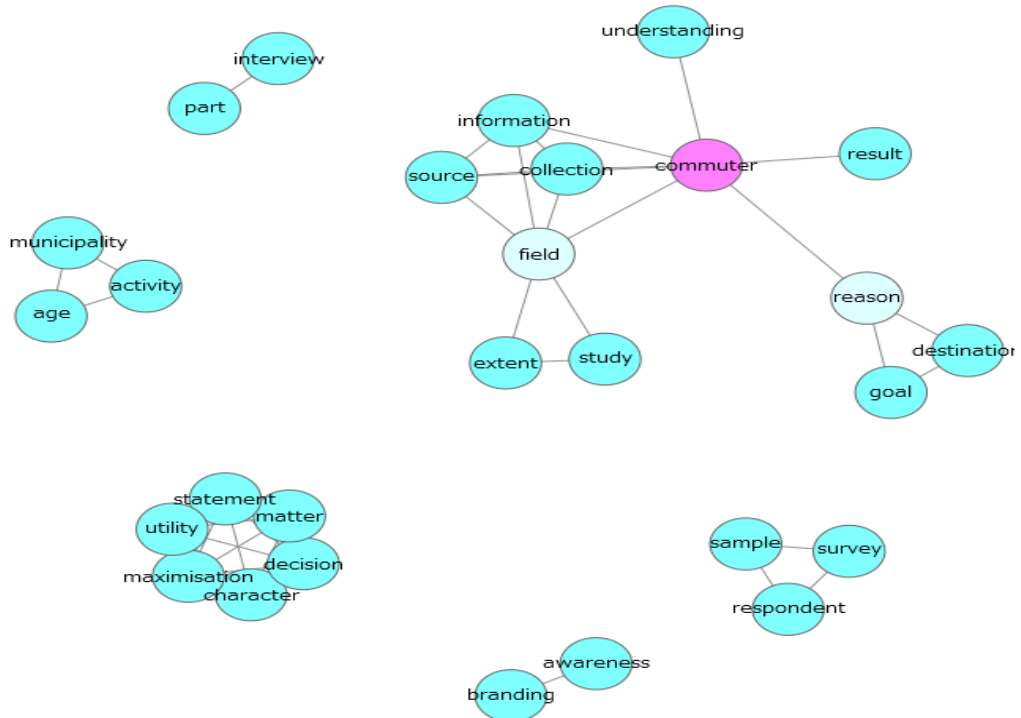 understanding
interview
part
information
commuter
result
source
collection
municipality
field
activity
reason
age
destination
extent
study
goal
statement
matter
utility
sample
survey
decision
maximisation
character
respondent
awareness
branding